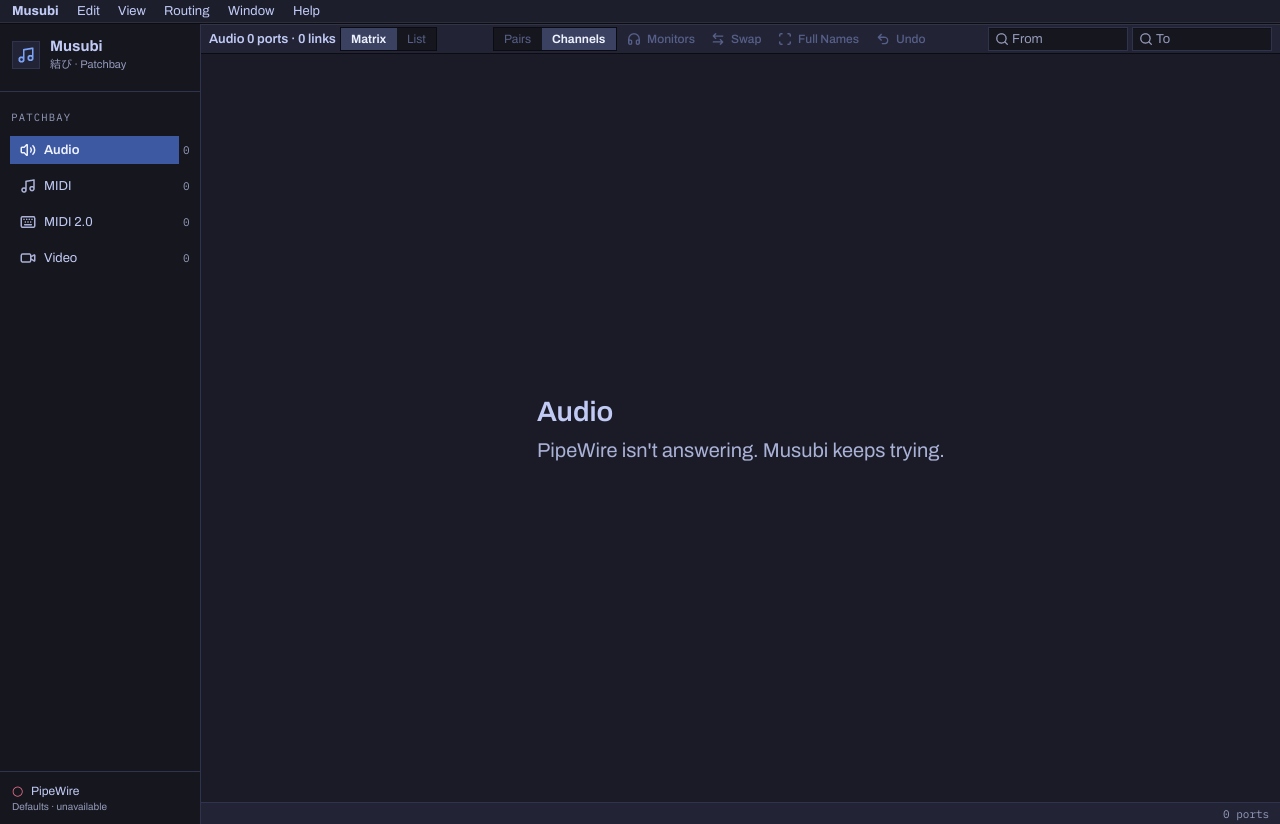 Musubi Edit View Routing Window Help
Musubi
結び · Patchbay
Audio 0 ports · 0 links Matrix List Pairs Channels Monitors Swap Full Names Undo From To
PATCHBAY
Audio 0
MIDI 0
MIDI 2.0 0
Video 0
Audio
PipeWire isn't answering. Musubi keeps trying.
PipeWire
Defaults · unavailable
0 ports